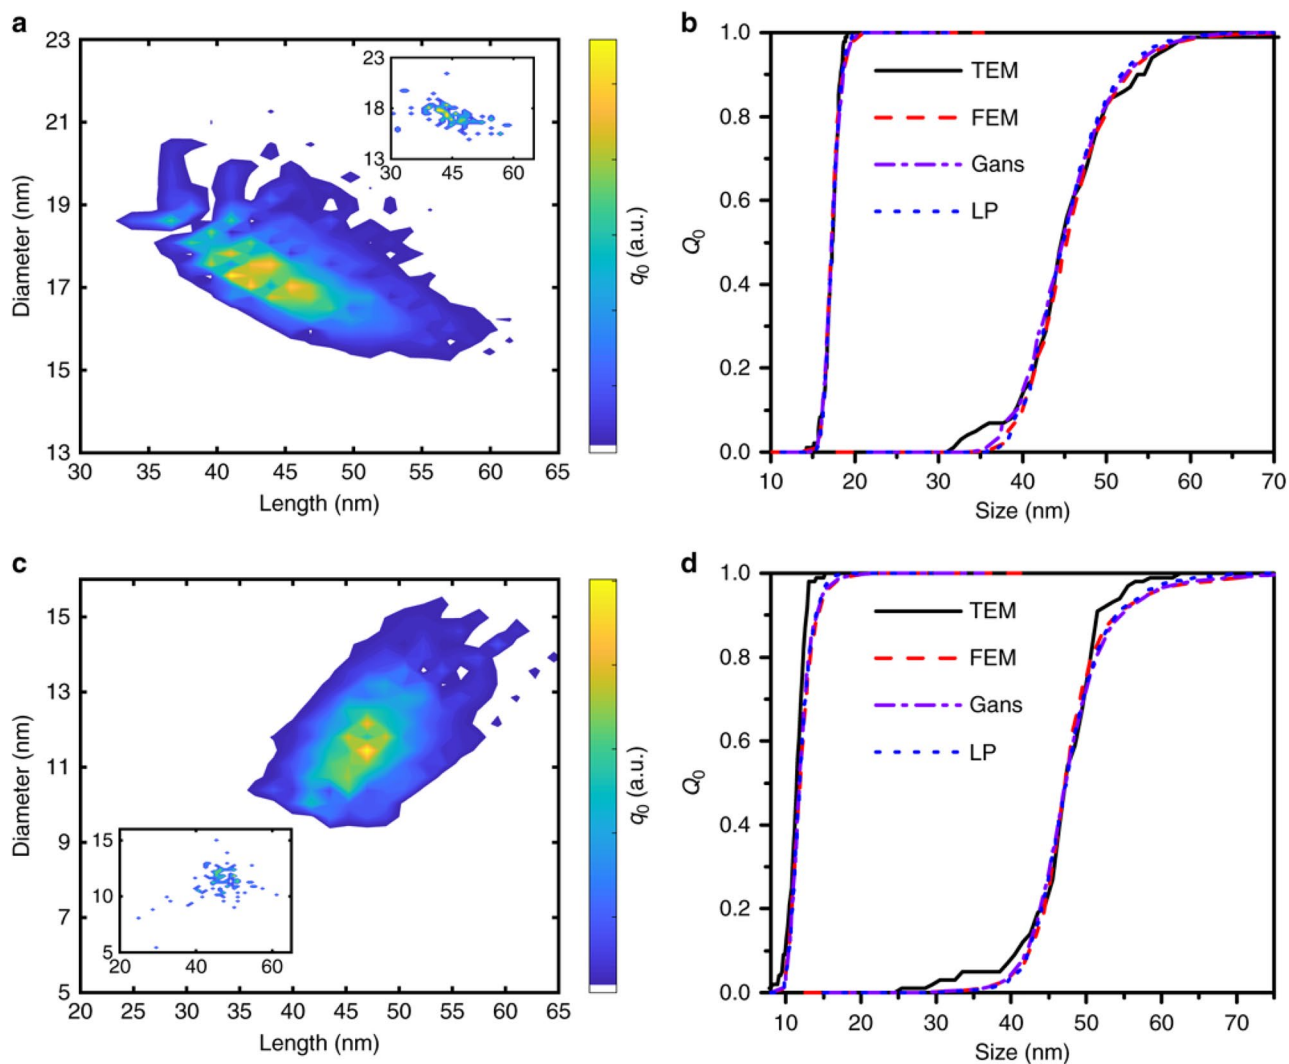 a
23
21
19
17
15
13
30 35 40 45 50 55 60 65
Diameter (nm)
Length (nm)
23
18
13
30 45 60
q0 (a.u.)
b
1.0
0.8
0.6
0.4
0.2
0.0
10 20 30 40 50 60 70
Q0
Size (nm)
TEM
FEM
Gans
LP
c
15
13
11
9
7
5
20 25 30 35 40 45 50 55 60 65
Diameter (nm)
Length (nm)
15
10
5
20 40 60
q0 (a.u.)
d
1.0
0.8
0.6
0.4
0.2
0.0
10 20 30 40 50 60 70
Q0
Size (nm)
TEM
FEM
Gans
LP